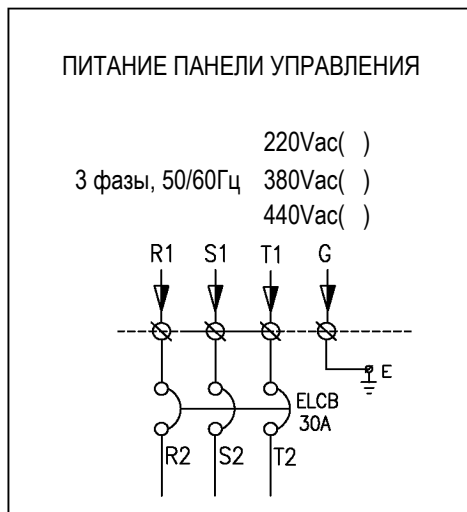 ПИТАНИЕ ПАНЕЛИ УПРАВЛЕНИЯ
220Vac( )
3 фазы, 50/60Гц 380Vac( )
440Vac( )
R1 S1 T1 G
E
ELCB
30A
R2 S2 T2